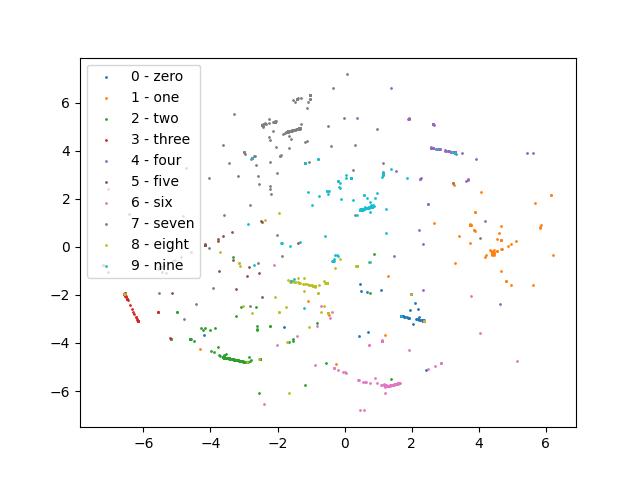 0 - zero
1 - one
2 - two
3 - three
4 - four
5 - five
6 - six
7 - seven
8 - eight
9 - nine
6
4
2
0
−2
−4
−6
−6 −4 −2 0 2 4 6